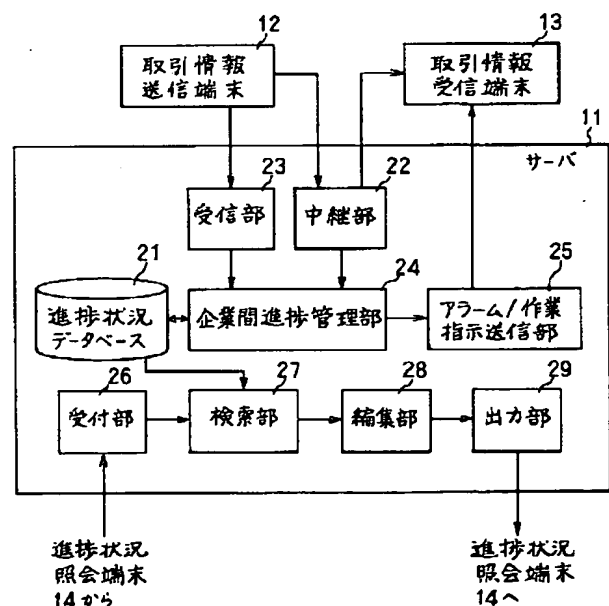 12
取引情報
送信端末
13
取引情報
受信端末
11
サーバ
23
受信部
22
中継部
21
進捗状況
データベース
24
企業間進捗管理部
25
アラーム/作業
指示送信部
26
受付部
27
検索部
28
編集部
29
出力部
進捗状況
照会端末
14から
進捗状況
照会端末
14へ